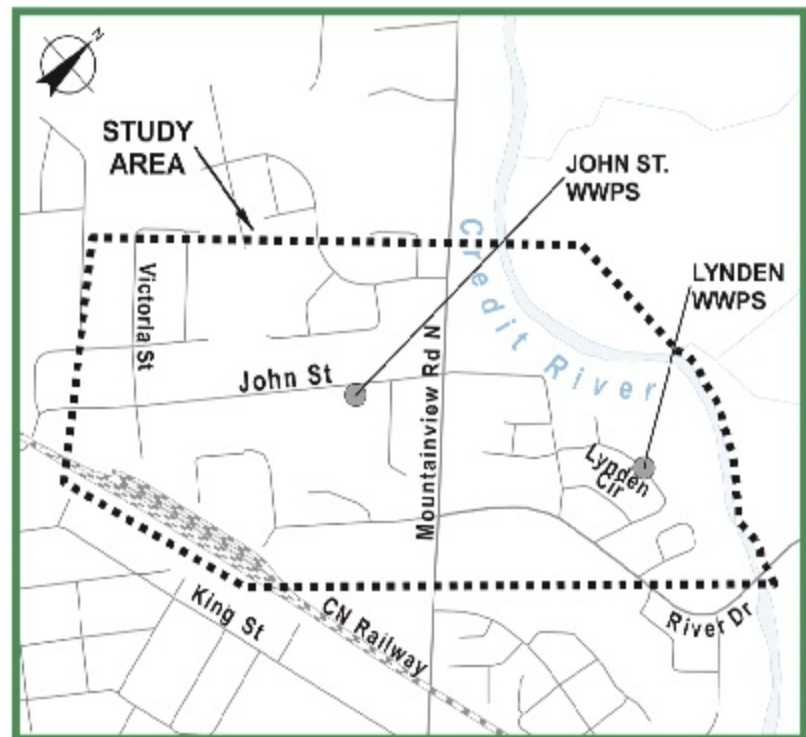 N
STUDY
AREA
JOHN ST.
WWPS
LYNDEN
WWPS
Credit River
Victoria St
John St
Mountainview Rd N
Lynden
Cir
King St
CN Railway
River Dr